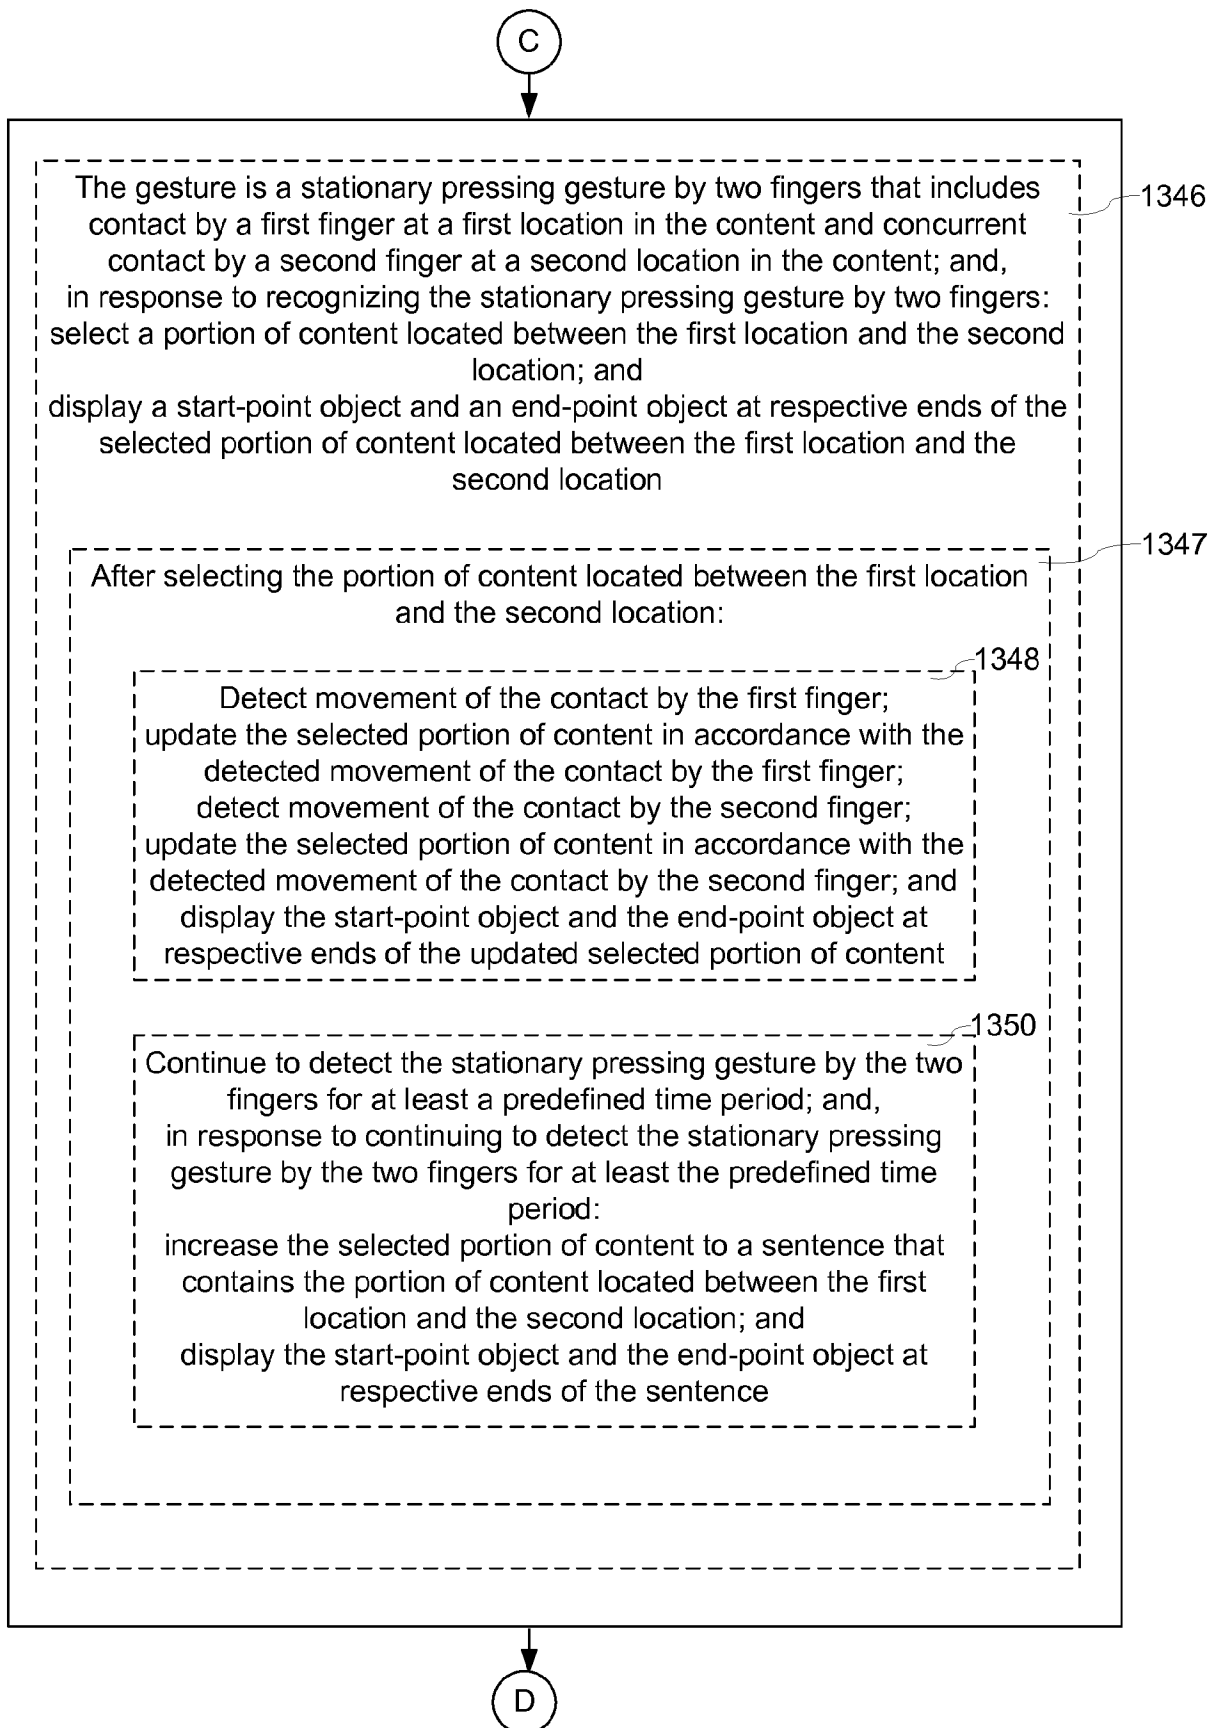 C
The gesture is a stationary pressing gesture by two fingers that includes
1346
contact by a first finger at a first location in the content and concurrent
contact by a second finger at a second location in the content; and,
in response to recognizing the stationary pressing gesture by two fingers:
select a portion of content located between the first location and the second
location; and
display a start-point object and an end-point object at respective ends of the
selected portion of content located between the first location and the
second location
1347
After selecting the portion of content located between the first location
and the second location:
1348
Detect movement of the contact by the first finger;
update the selected portion of content in accordance with the
detected movement of the contact by the first finger;
detect movement of the contact by the second finger;
update the selected portion of content in accordance with the
detected movement of the contact by the second finger; and
display the start-point object and the end-point object at
respective ends of the updated selected portion of content
1350
Continue to detect the stationary pressing gesture by the two
fingers for at least a predefined time period; and,
in response to continuing to detect the stationary pressing
gesture by the two fingers for at least the predefined time
period:
increase the selected portion of content to a sentence that
contains the portion of content located between the first
location and the second location; and
display the start-point object and the end-point object at
respective ends of the sentence
D